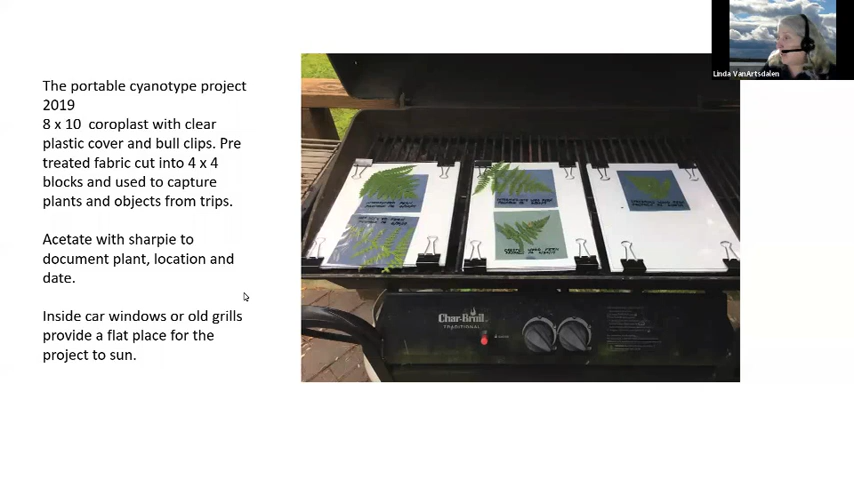 The portable cyanotype project
2019
8 x 10  coroplast with clear
plastic cover and bull clips. Pre
treated fabric cut into 4 x 4
blocks and used to capture
plants and objects from trips.
Acetate with sharpie to
document plant, location and
date.
Inside car windows or old grills
provide a flat place for the
project to sun.
Linda VanArtsdalen
Char-Broil
TRADITIONAL